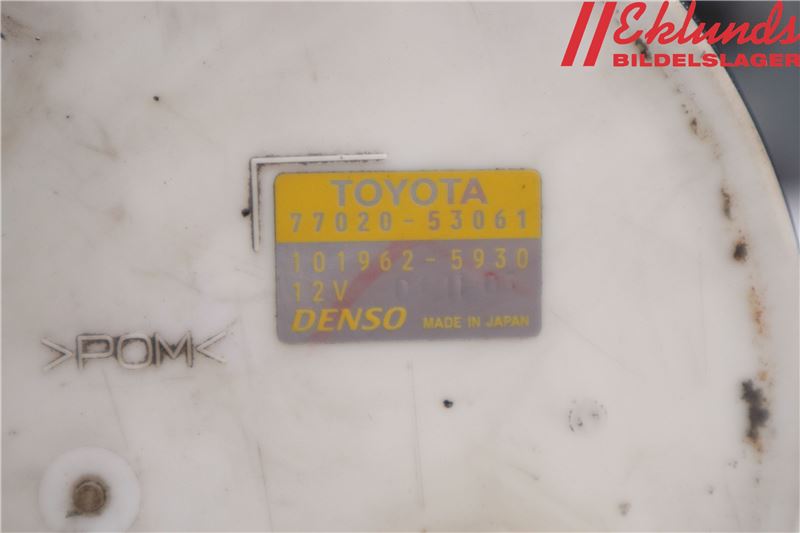 Eklunds
BILDELSLAGER
TOYOTA
77020-53061
101962-5930
12V
DENSO MADE IN JAPAN
>POM<